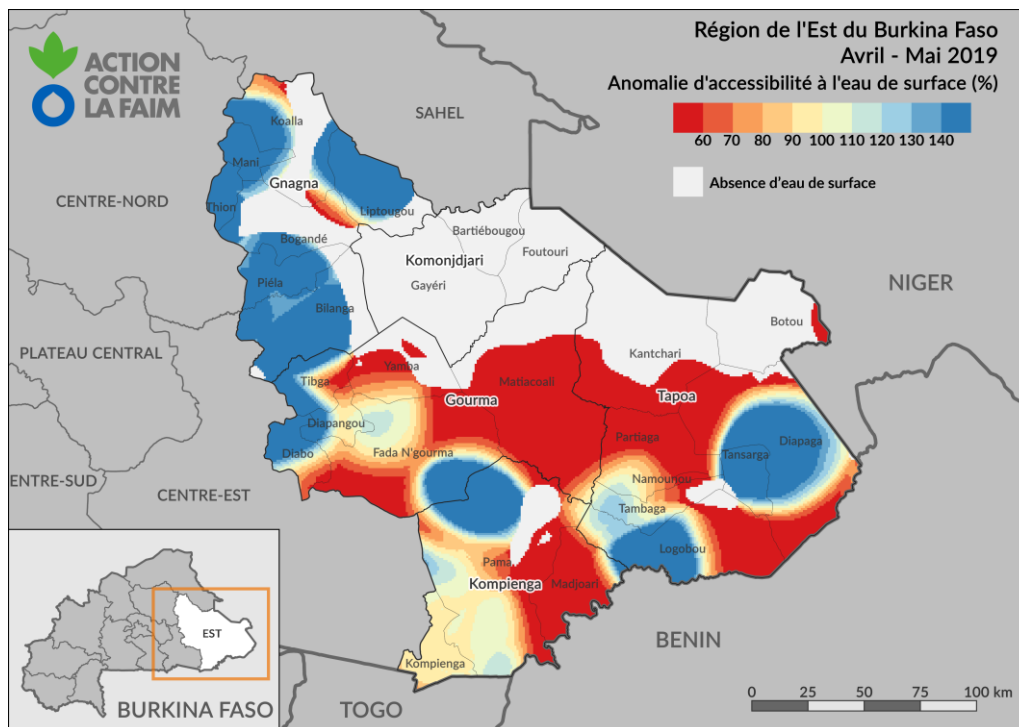 ACTION
CONTRE
LA FAIM
Région de l'Est du Burkina Faso
Avril - Mai 2019
Anomalie d'accessibilité à l'eau de surface (%)
60 70 80 90 100 110 120 130 140
Absence d'eau de surface
SAHEL
CENTRE-NORD
NIGER
PLATEAU CENTRAL
ENTRE-SUD
CENTRE-EST
BENIN
TOGO
Koalla
Mani
Gnagna
Thion
Liptougou
Bogandé
Bartiébougou
Foutouri
Komonjdjari
Gayéri
Piéla
Bilanga
Botou
Kantchari
Yamba
Tibga
Matiacoali
Gourma
Tapoa
Diapangou
Diabo
Fada N'gourma
Partiaga
Diapaga
Tansarga
Namounou
Tambaga
Logobou
Pama
Kompienga
Madjoari
Kompienga
EST
BURKINA FASO
0 25 50 75 100 km